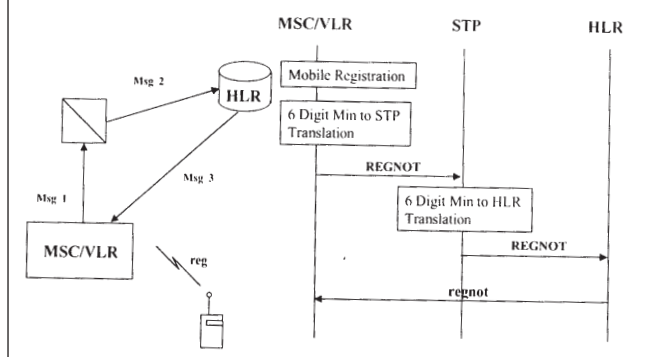 MSC/VLR STP HLR
Mobile Registration
6 Digit Min to STP
Translation
REGNOT
6 Digit Min to HLR
Translation
REGNOT
regnot
Msg 2
HLR
Msg 3
Msg 1
MSC/VLR
reg